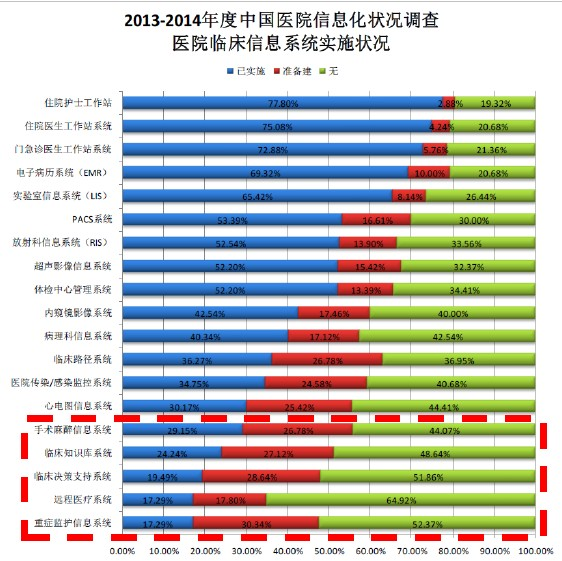 2013-2014年度中国医院信息化状况调查
医院临床信息系统实施状况
已实施 准备建 无
住院护士工作站 77.80% 2.88% 19.32%
住院医生工作站系统 75.08% 4.24% 20.68%
门急诊医生工作站系统 72.88% 5.76% 21.36%
电子病历系统（EMR） 69.32% 10.00% 20.68%
实验室信息系统（LIS） 65.42% 8.14% 26.44%
PACS系统 53.39% 16.61% 30.00%
放射科信息系统（RIS） 52.54% 13.90% 33.56%
超声影像信息系统 52.20% 15.42% 32.37%
体检中心管理系统 52.20% 13.39% 34.41%
内窥镜影像系统 42.54% 17.46% 40.00%
病理科信息系统 40.34% 17.12% 42.54%
临床路径系统 36.27% 26.78% 36.95%
医院传染/感染监控系统 34.75% 24.58% 40.68%
心电图信息系统 30.17% 25.42% 44.41%
手术麻醉信息系统 29.15% 26.78% 44.07%
临床知识库系统 24.24% 27.12% 48.64%
临床决策支持系统 19.49% 28.64% 51.86%
远程医疗系统 17.29% 17.80% 64.92%
重症监护信息系统 17.29% 30.34% 52.37%
0.00% 10.00% 20.00% 30.00% 40.00% 50.00% 60.00% 70.00% 80.00% 90.00% 100.00%